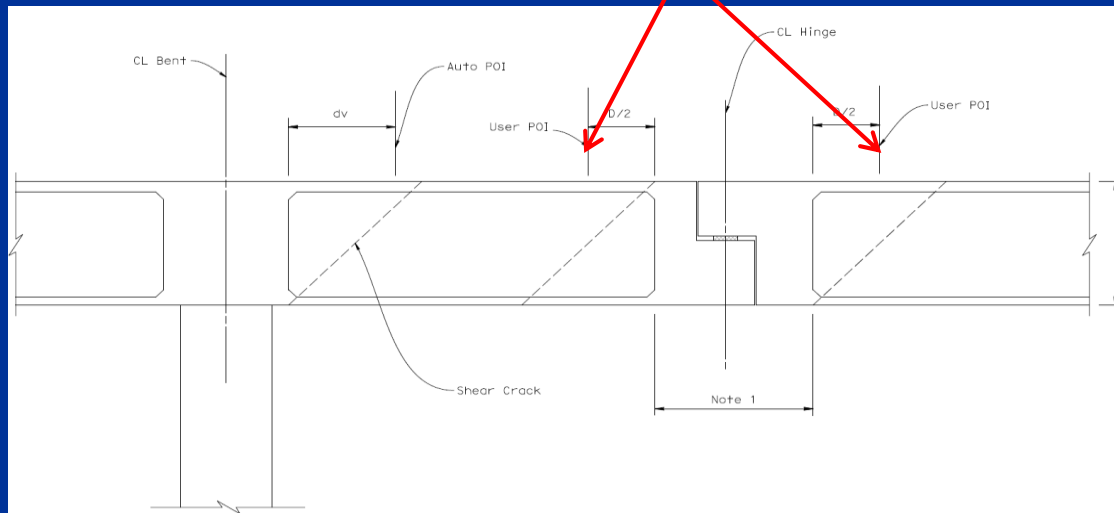 CL Hinge
CL Bent
Auto POI
dv
User POI
D/2
D/2
User POI
Shear Crack
Note 1